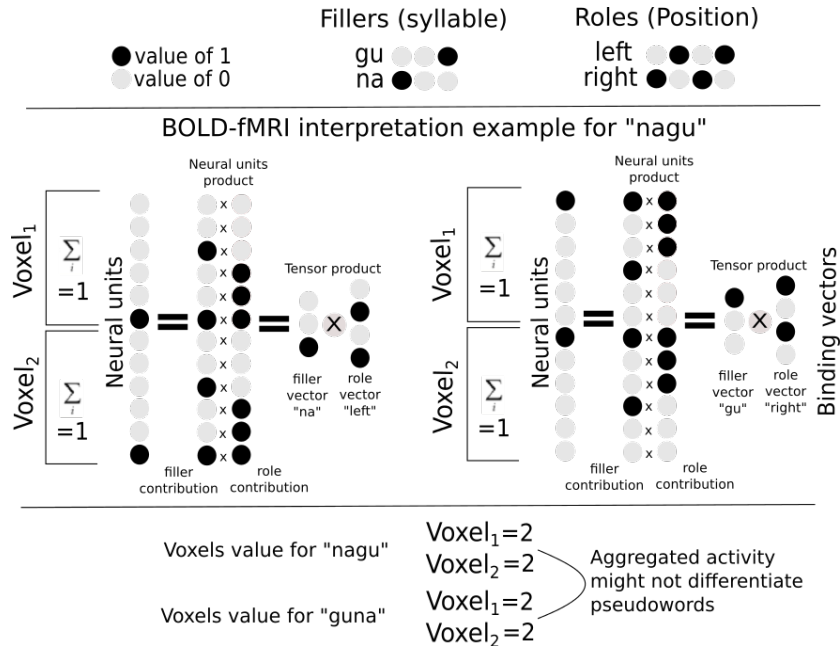 Fillers (syllable)
Roles (Position)
value of 1
value of 0
gu
na
left
right
BOLD-fMRI interpretation example for "nagu"
Neural units
product
Voxel1
Voxel2
∑
i
=1
∑
i
=1
Neural units
x
x
x
x
x
x
x
x
x
x
x
x
Tensor product
X
filler
vector
"na"
role
vector
"left"
filler
contribution
role
contribution
Neural units
product
Voxel1
Voxel2
∑
i
=1
∑
i
=1
Neural units
x
x
x
x
x
x
x
x
x
x
x
x
Tensor product
X
filler
vector
"gu"
role
vector
"right"
Binding vectors
filler
contribution
role
contribution
Voxels value for "nagu"
Voxel1=2
Voxel2=2
Voxels value for "guna"
Voxel1=2
Voxel2=2
Aggregated activity
might not differentiate
pseudowords